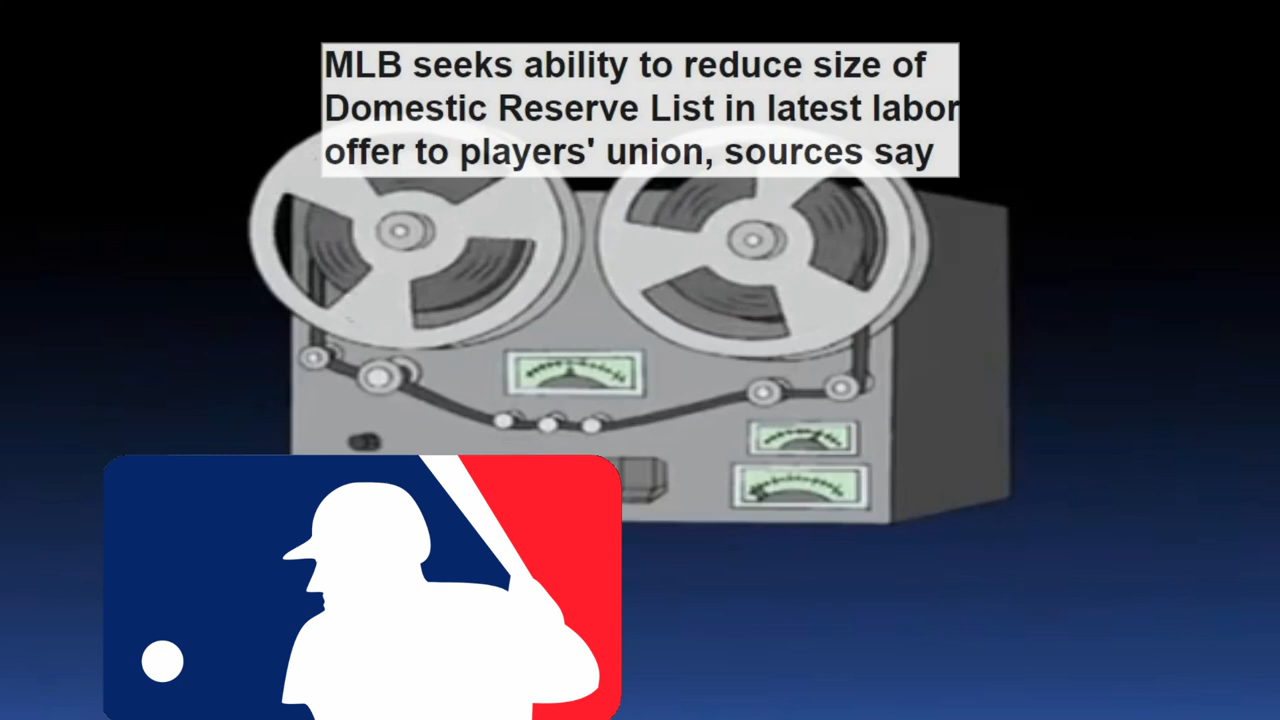 MLB seeks ability to reduce size of
Domestic Reserve List in latest labor
offer to players' union, sources say